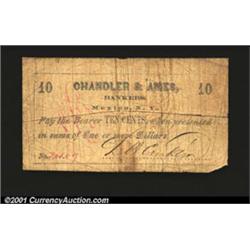 10 CHANDLER & AMES, 10
BANKERS,
Mexico, N. Y.
Pay the Bearer TEN CENTS, when presented
in sums of One or more Dollars.
No.
©2001 CurrencyAuction.com